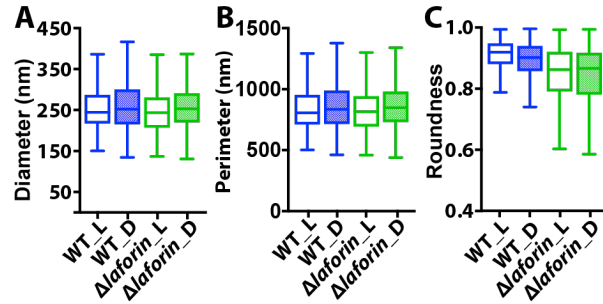 A
Diameter (nm)
450
350
250
150
50
WT_L
WT_D
Δlaforin_L
Δlaforin_D
B
Perimeter (nm)
1500
1000
500
0
WT_L
WT_D
Δlaforin_L
Δlaforin_D
C
Roundness
1.0
0.8
0.6
0.4
WT_L
WT_D
Δlaforin_L
Δlaforin_D